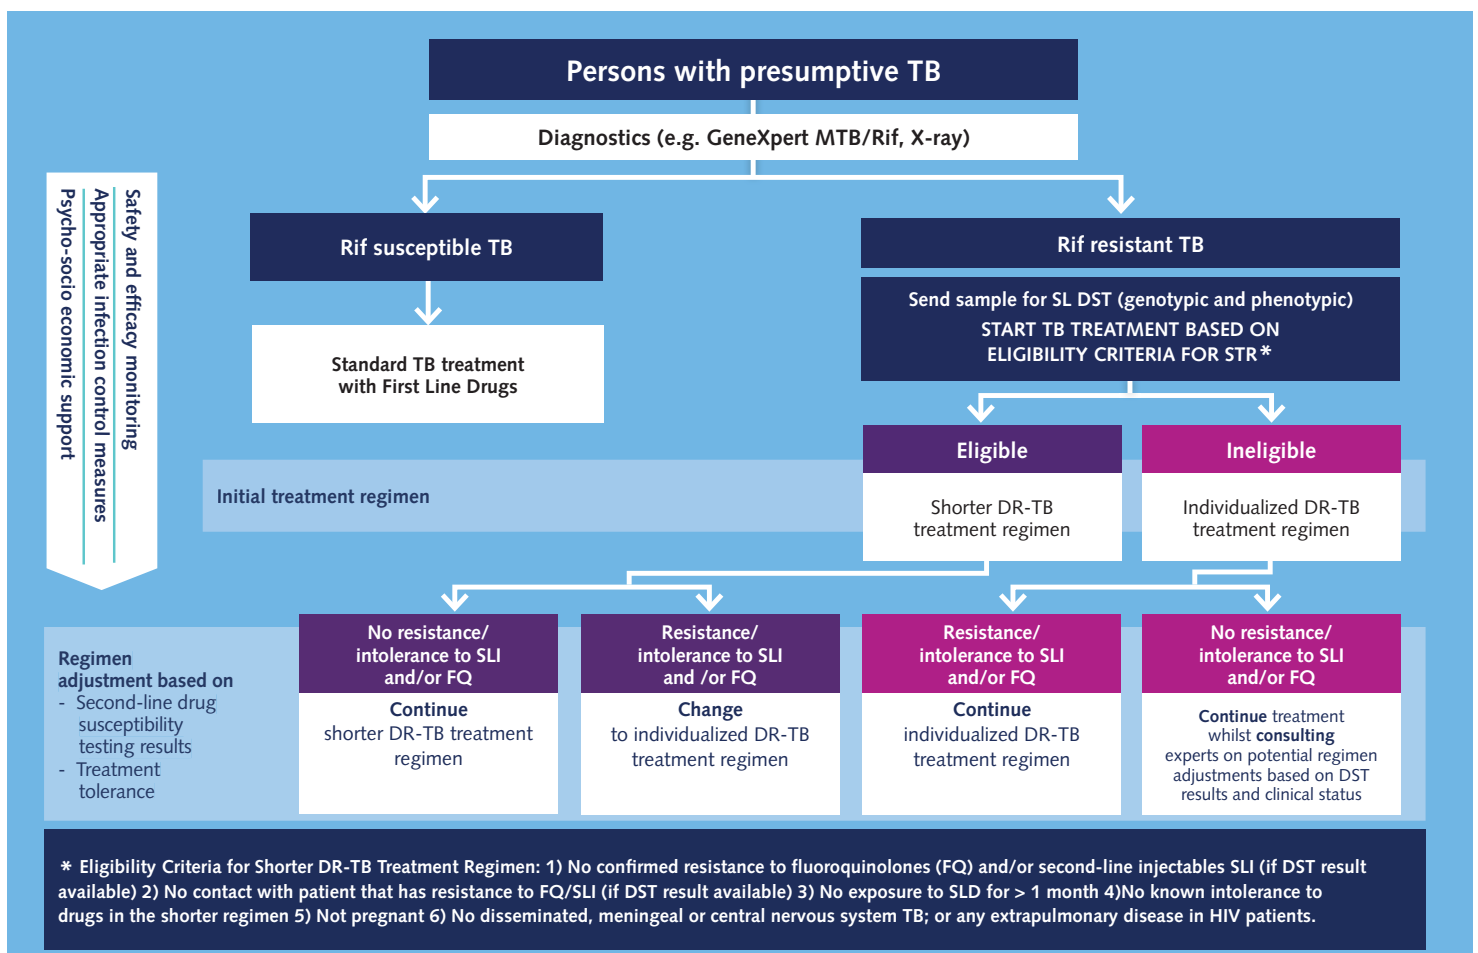 Persons with presumptive TB
Diagnostics (e.g. GeneXpert MTB/Rif, X-ray)
Safety and efficacy monitoring
Appropriate infection control measures
Psycho-socio economic support
Rif susceptible TB
Standard TB treatment
with First Line Drugs
Rif resistant TB
Send sample for SL DST (genotypic and phenotypic)
START TB TREATMENT BASED ON
ELIGIBILITY CRITERIA FOR STR*
Initial treatment regimen
Eligible
Shorter DR-TB
treatment regimen
Ineligible
Individualized DR-TB
treatment regimen
Regimen
adjustment based on
- Second-line drug
susceptibility
testing results
- Treatment
tolerance
No resistance/
intolerance to SLI
and/or FQ
Continue
shorter DR-TB treatment
regimen
Resistance/
intolerance to SLI
and /or FQ
Change
to individualized DR-TB
treatment regimen
Resistance/
intolerance to SLI
and/or FQ
Continue
individualized DR-TB
treatment regimen
No resistance/
intolerance to SLI
and/or FQ
Continue treatment
whilst consulting
experts on potential regimen
adjustments based on DST
results and clinical status
* Eligibility Criteria for Shorter DR-TB Treatment Regimen: 1) No confirmed resistance to fluoroquinolones (FQ) and/or second-line injectables SLI (if DST result
available) 2) No contact with patient that has resistance to FQ/SLI (if DST result available) 3) No exposure to SLD for > 1 month 4)No known intolerance to
drugs in the shorter regimen 5) Not pregnant 6) No disseminated, meningeal or central nervous system TB; or any extrapulmonary disease in HIV patients.